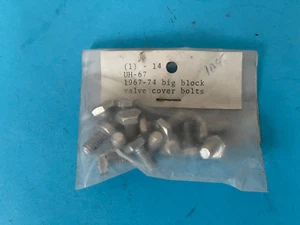 (1) - 14
UH-67
1967-74 big block
valve cover bolts